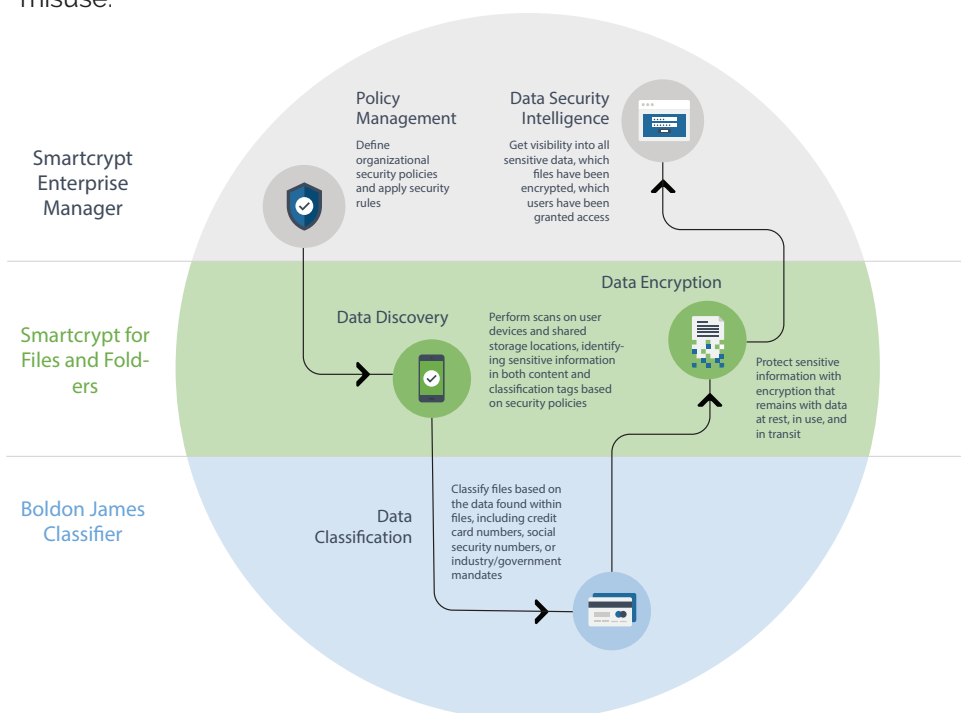 misuse.
Policy
Management
Define
organizational
security policies
and apply security
rules
Data Security
Intelligence
Get visibility into all
sensitive data, which
files have been
encrypted, which
users have been
granted access
Smartcrypt
Enterprise
Manager
Smartcrypt for
Files and Fold-
ers
Data Discovery
Perform scans on user
devices and shared
storage locations, identify-
ing sensitive information
in both content and
classification tags based
on security policies
Data Encryption
Protect sensitive
information with
encryption that
remains with data
at rest, in use, and
in transit
Boldon James
Classifier
Data
Classification
Classify files based on
the data found within
files, including credit
card numbers, social
security numbers, or
industry/government
mandates